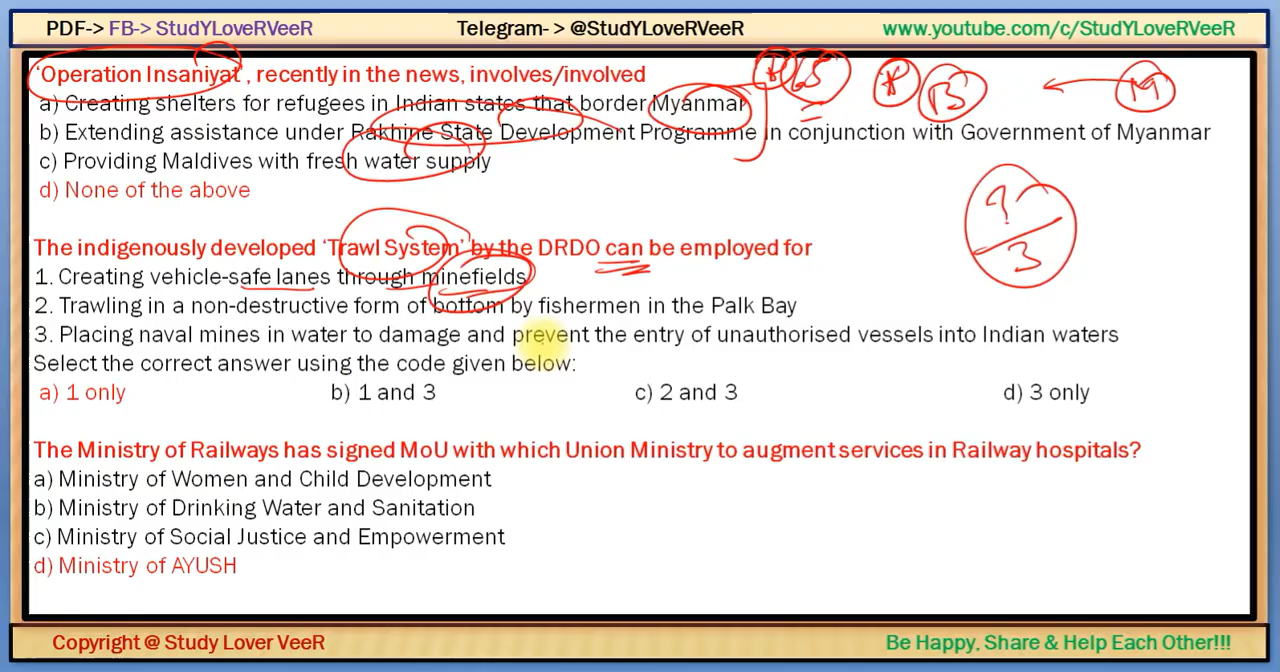 PDF-> FB-> StudYLoveRVeeR Telegram- > @StudYLoveRVeeR www.youtube.com/c/StudYLoveRVeeR
'Operation Insaniyat', recently in the news, involves/involved
a) Creating shelters for refugees in Indian states that border Myanmar
b) Extending assistance under Rakhine State Development Programme in conjunction with Government of Myanmar
c) Providing Maldives with fresh water supply
d) None of the above
The indigenously developed 'Trawl System' by the DRDO can be employed for
1. Creating vehicle-safe lanes through minefields
2. Trawling in a non-destructive form of bottom by fishermen in the Palk Bay
3. Placing naval mines in water to damage and prevent the entry of unauthorised vessels into Indian waters
Select the correct answer using the code given below:
a) 1 only b) 1 and 3 c) 2 and 3 d) 3 only
The Ministry of Railways has signed MoU with which Union Ministry to augment services in Railway hospitals?
a) Ministry of Women and Child Development
b) Ministry of Drinking Water and Sanitation
c) Ministry of Social Justice and Empowerment
d) Ministry of AYUSH
Copyright @ Study Lover VeeR Be Happy, Share & Help Each Other!!!